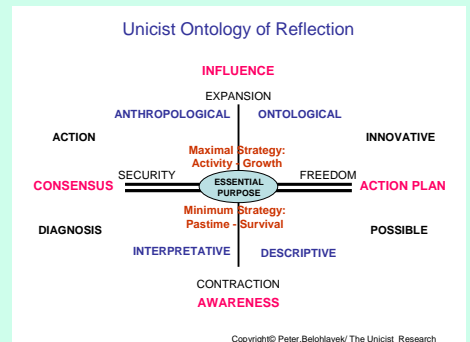 Unicist Ontology of Reflection
INFLUENCE
EXPANSION
ANTHROPOLOGICAL ONTOLOGICAL
ACTION INNOVATIVE
Maximal Strategy:
Activity - Growth
SECURITY FREEDOM
CONSENSUS ESSENTIAL PURPOSE ACTION PLAN
Minimum Strategy:
Pastime - Survival
DIAGNOSIS POSSIBLE
INTERPRETATIVE DESCRIPTIVE
CONTRACTION
AWARENESS
Copyright© Peter Belohlavek/ The Unicist Research